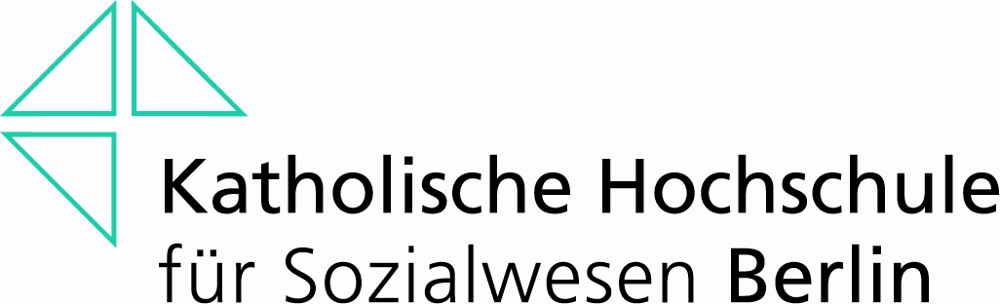 Katholische Hochschule
für Sozialwesen Berlin